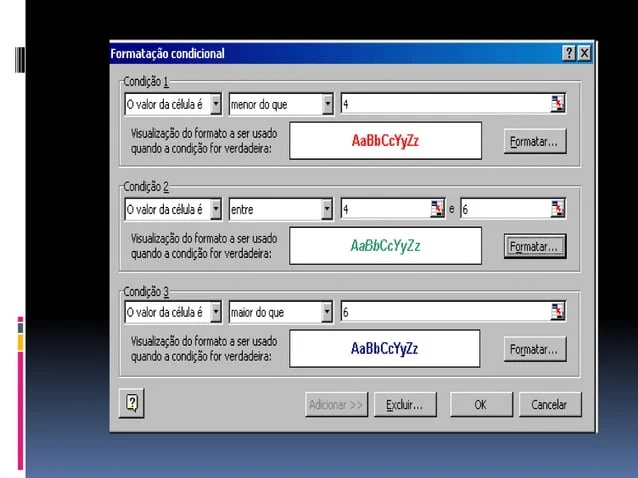 Formatação condicional
Condição 1
O valor da célula é menor do que 4
Visualização do formato a ser usado
quando a condição for verdadeira:
AaBbCcYyZz
Formatar...
Condição 2
O valor da célula é entre 4 e 6
Visualização do formato a ser usado
quando a condição for verdadeira:
AaBbCcYyZz
Formatar...
Condição 3
O valor da célula é maior do que 6
Visualização do formato a ser usado
quando a condição for verdadeira:
AaBbCcYyZz
Formatar...
Adicionar >> Excluir... OK Cancelar